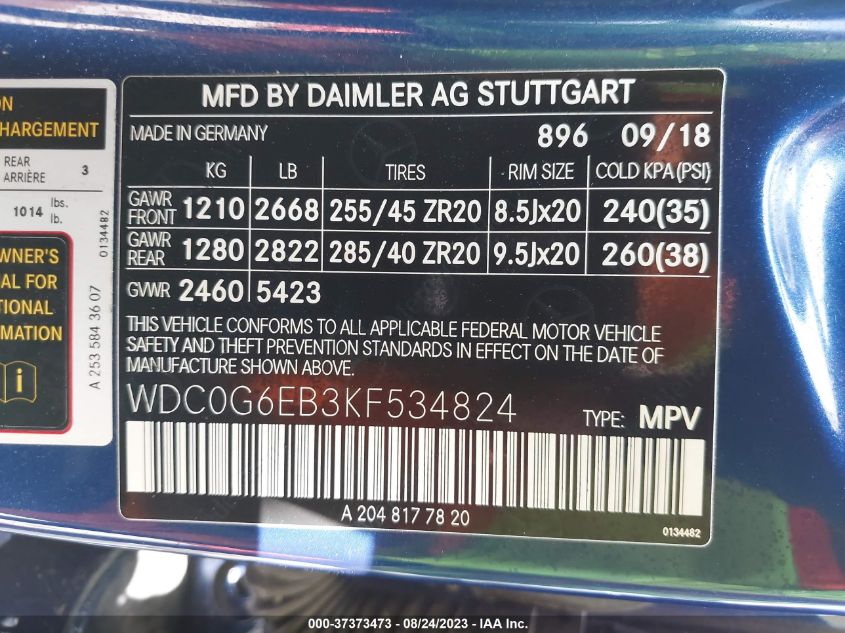 ON
CHARGEMENT
REAR
ARRIÈRE 3
1014 lbs.
lb.
0134482
OWNER'S
FOR
MATION
A 253 584 36 07
MFD BY DAIMLER AG STUTTGART
MADE IN GERMANY 896 09/18
KG LB TIRES RIM SIZE COLD KPA (PSI)
GAWR FRONT 1210 2668 255/45 ZR20 8.5Jx20 240(35)
GAWR REAR 1280 2822 285/40 ZR20 9.5Jx20 260(38)
GVWR 2460 5423
THIS VEHICLE CONFORMS TO ALL APPLICABLE FEDERAL MOTOR VEHICLE
SAFETY AND THEFT PREVENTION STANDARDS IN EFFECT ON THE DATE OF
MANUFACTURE SHOWN ABOVE.
WDC0G6EB3KF534824 TYPE: MPV
A 204 817 78 20
0134482
000-37373473 - 08/24/2023 - IAA Inc.